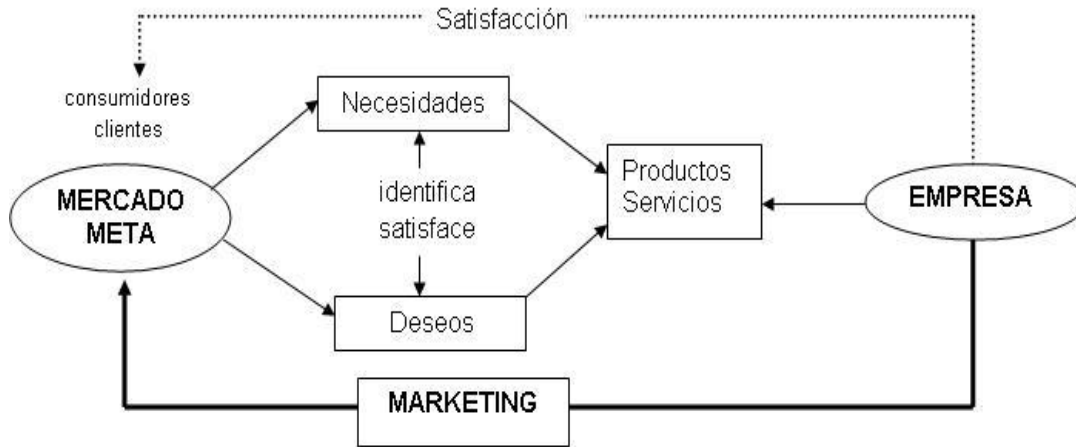 Satisfacción
consumidores
clientes
Necesidades
MERCADO
META
identifica
satisface
Productos
Servicios
EMPRESA
Deseos
MARKETING